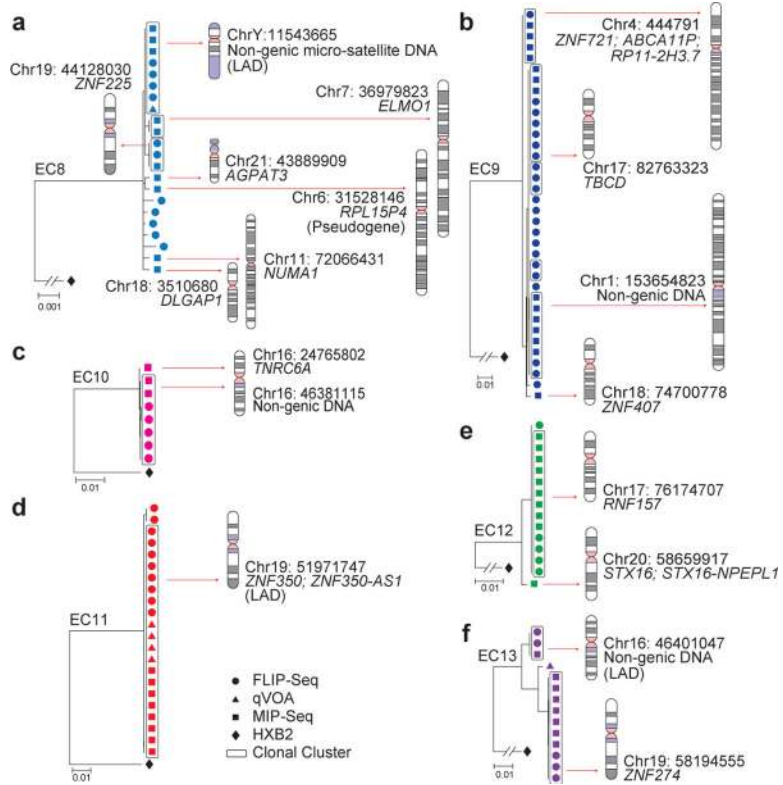 a
ChrY:11543665
Non-genic micro-satellite DNA
(LAD)
Chr19: 44128030
ZNF225
Chr7: 36979823
ELMO1
Chr21: 43889909
AGPAT3
EC8
Chr6: 31528146
RPL15P4
(Pseudogene)
Chr11: 72066431
NUMA1
Chr18: 3510680
DLGAP1
0.001
b
Chr4: 444791
ZNF721; ABCA11P;
RP11-2H3.7
EC9
Chr17: 82763323
TBCD
Chr1: 153654823
Non-genic DNA
Chr18: 74700778
ZNF407
0.01
c
Chr16: 24765802
TNRC6A
EC10
Chr16: 46381115
Non-genic DNA
0.01
d
Chr19: 51971747
ZNF350; ZNF350-AS1
(LAD)
EC11
FLIP-Seq
qVOA
MIP-Seq
HXB2
Clonal Cluster
0.01
e
Chr17: 76174707
RNF157
EC12
Chr20: 58659917
STX16; STX16-NPEPL1
0.01
f
EC13
Chr16: 46401047
Non-genic DNA
(LAD)
Chr19: 58194555
ZNF274
0.01